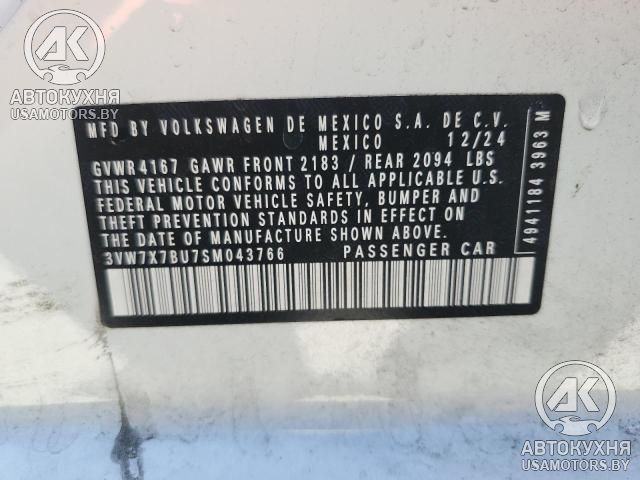 AK
АВТОКУХНЯ
USAMOTORS.BY
MFD BY VOLKSWAGEN DE MEXICO S.A. DE C.V.
MEXICO 12/24
GVWR 4167 GAWR FRONT 2183 / REAR 2094 LBS
THIS VEHICLE CONFORMS TO ALL APPLICABLE U.S.
FEDERAL MOTOR VEHICLE SAFETY, BUMPER AND
THEFT PREVENTION STANDARDS IN EFFECT ON
THE DATE OF MANUFACTURE SHOWN ABOVE.
3VW7X7BU7SM043766 PASSENGER CAR
4941184 3963 M
AK
АВТОКУХНЯ
USAMOTORS.BY